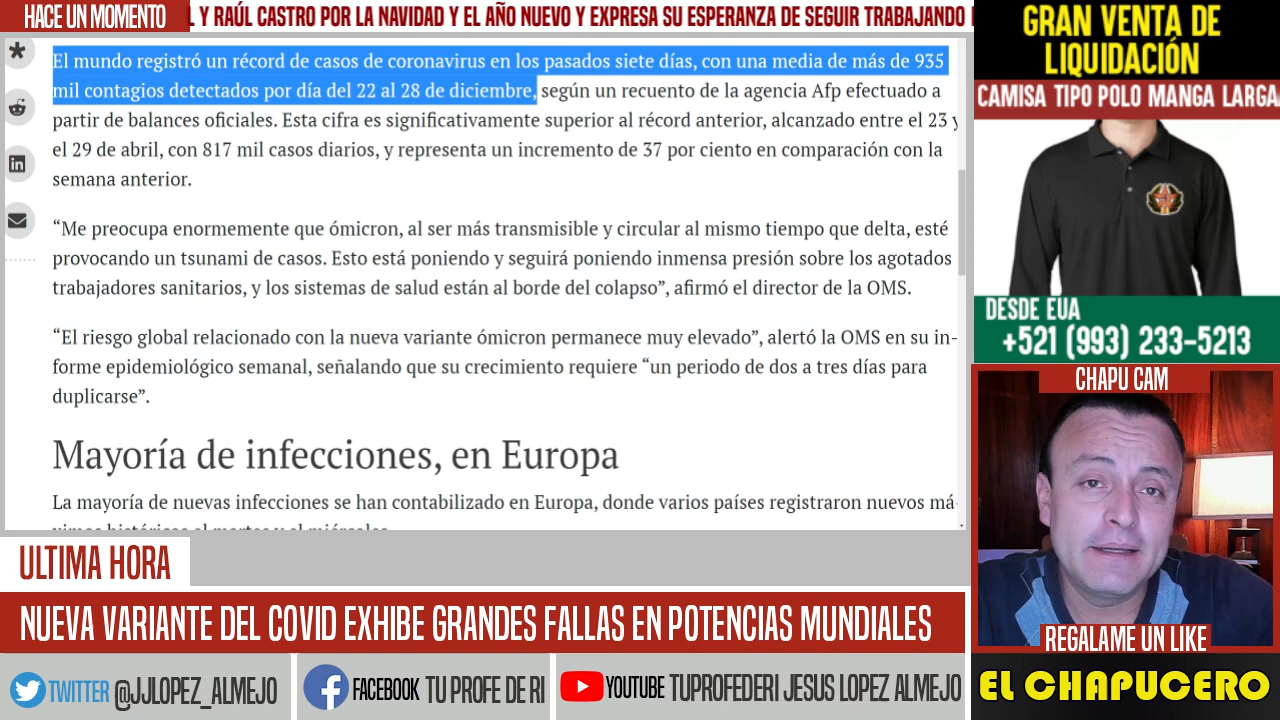 HACE UN MOMENTO
L Y RAÚL CASTRO POR LA NAVIDAD Y EL AÑO NUEVO Y EXPRESA SU ESPERANZA DE SEGUIR TRABAJANDO
El mundo registró un récord de casos de coronavirus en los pasados siete días, con una media de más de 935
mil contagios detectados por día del 22 al 28 de diciembre, según un recuento de la agencia Afp efectuado a
partir de balances oficiales. Esta cifra es significativamente superior al récord anterior, alcanzado entre el 23 y
el 29 de abril, con 817 mil casos diarios, y representa un incremento de 37 por ciento en comparación con la
semana anterior.
“Me preocupa enormemente que ómicron, al ser más transmisible y circular al mismo tiempo que delta, esté
provocando un tsunami de casos. Esto está poniendo y seguirá poniendo inmensa presión sobre los agotados
trabajadores sanitarios, y los sistemas de salud están al borde del colapso”, afirmó el director de la OMS.
“El riesgo global relacionado con la nueva variante ómicron permanece muy elevado”, alertó la OMS en su in-
forme epidemiológico semanal, señalando que su crecimiento requiere “un periodo de dos a tres días para
duplicarse”.
Mayoría de infecciones, en Europa
La mayoría de nuevas infecciones se han contabilizado en Europa, donde varios países registraron nuevos má-
ximos históricos el martes y el miércoles.
ULTIMA HORA
NUEVA VARIANTE DEL COVID EXHIBE GRANDES FALLAS EN POTENCIAS MUNDIALES
TWITTER @JJLOPEZ_ALMEJO
FACEBOOK TU PROFE DE RI
YOUTUBE TUPROFEDERI JESUS LOPEZ ALMEJO
GRAN VENTA DE
LIQUIDACIÓN
CAMISA TIPO POLO MANGA LARGA
DESDE EUA
+521 (993) 233-5213
CHAPU CAM
REGALAME UN LIKE
EL CHAPUCERO